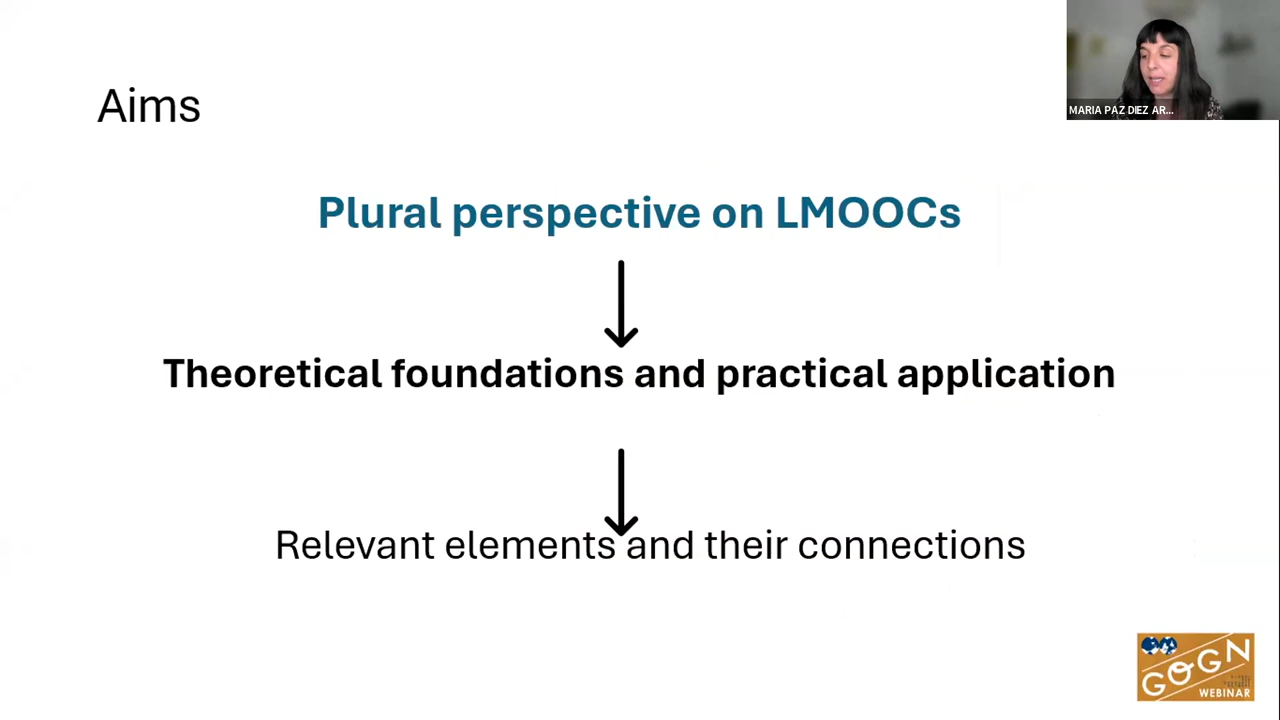 MARIA PAZ DIEZ AR...
Aims
Plural perspective on LMOOCs
Theoretical foundations and practical application
Relevant elements and their connections
GOGN
WEBINAR